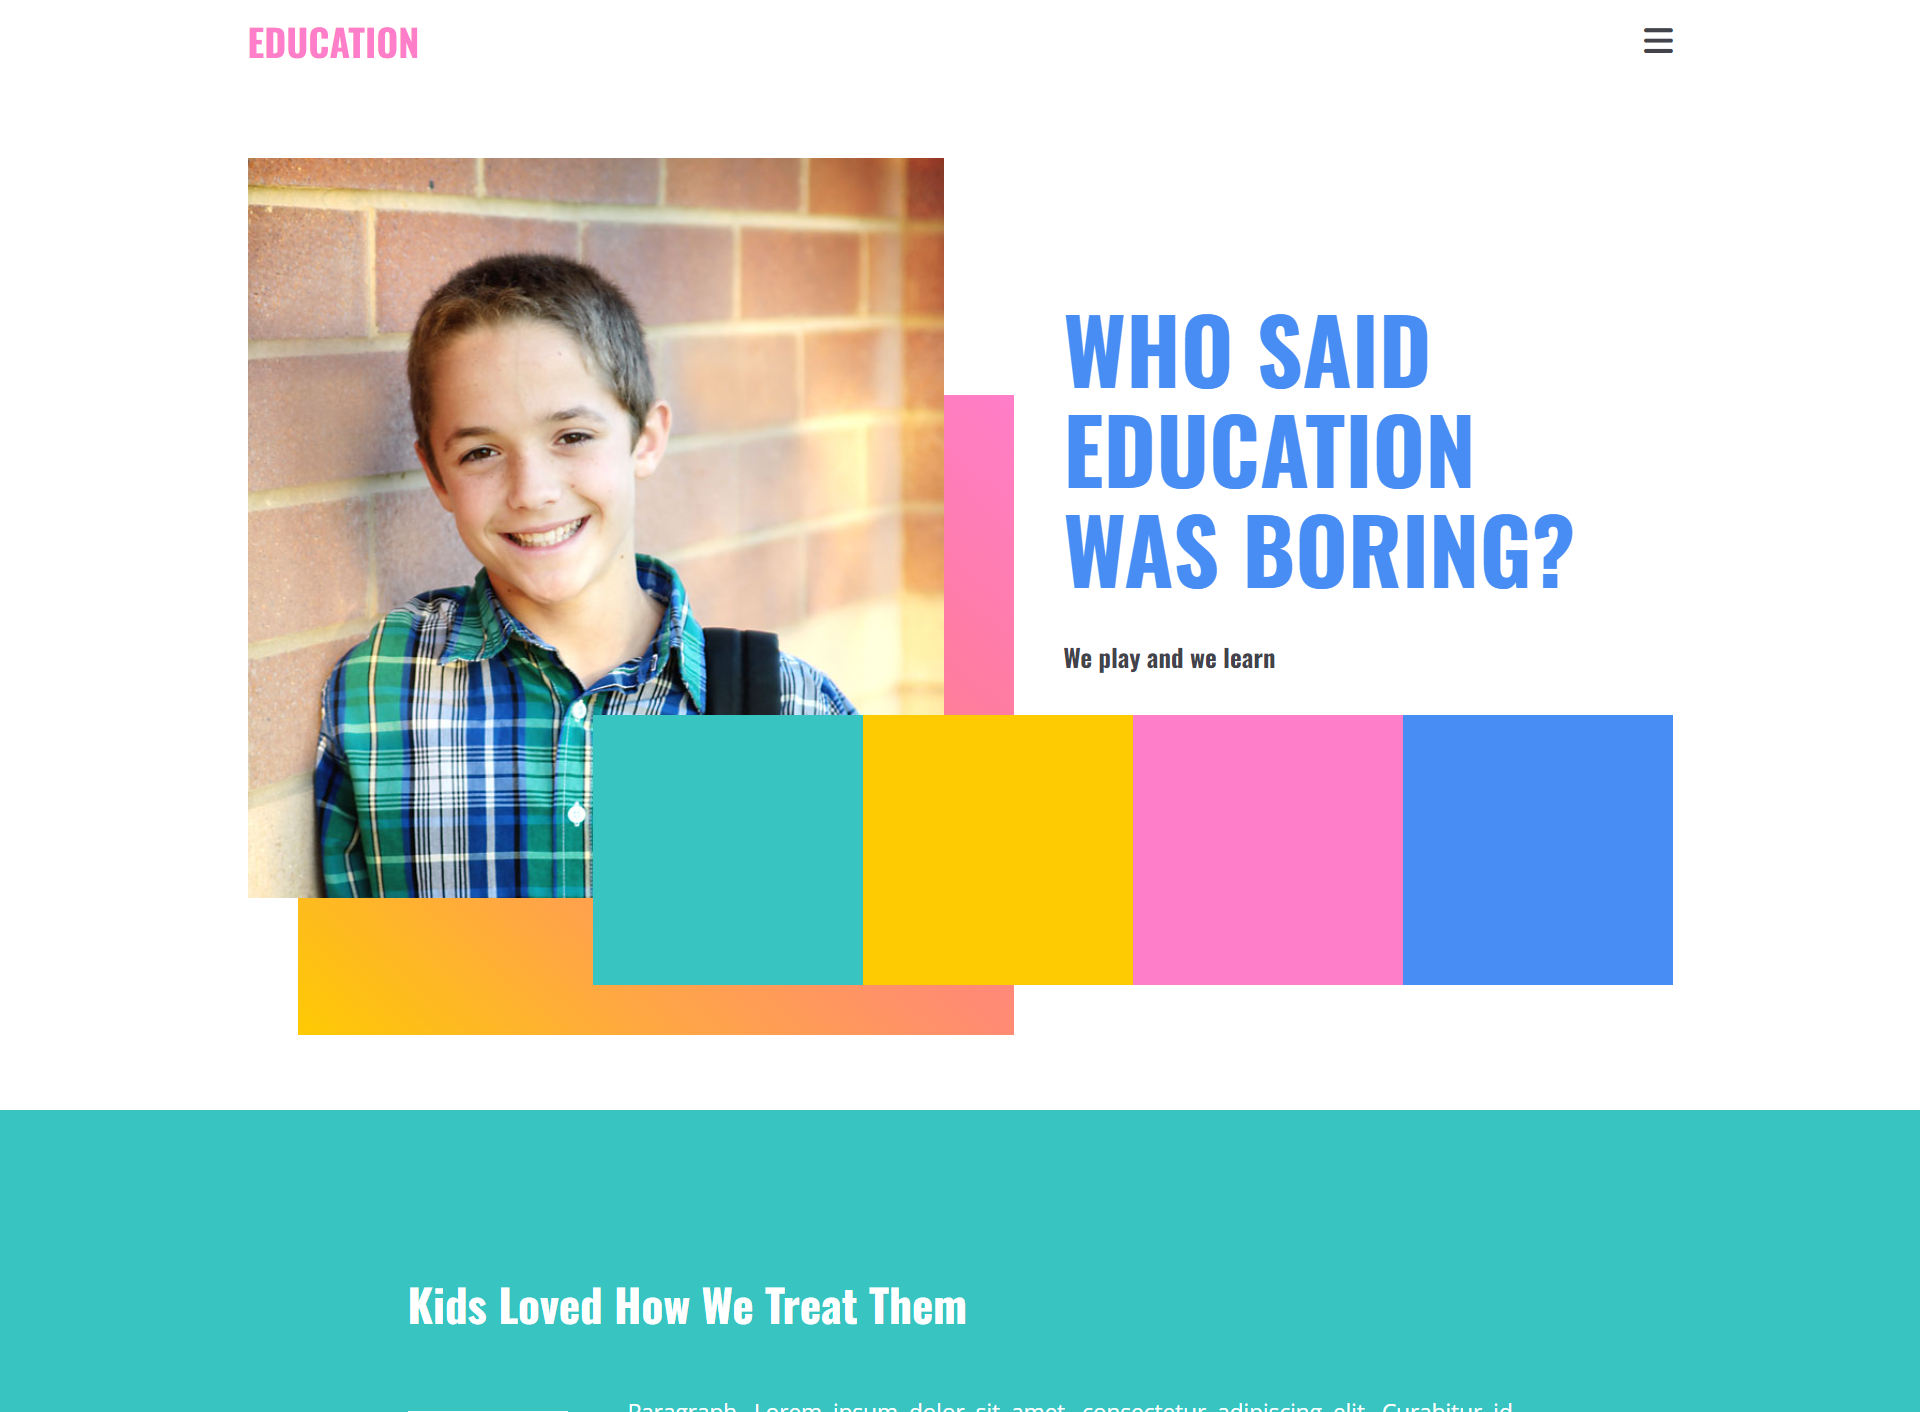 EDUCATION
WHO SAID
EDUCATION
WAS BORING?
We play and we learn
Kids Loved How We Treat Them
Paragraph. Lorem ipsum dolor sit amet, consectetur adipiscing elit. Curabitur id